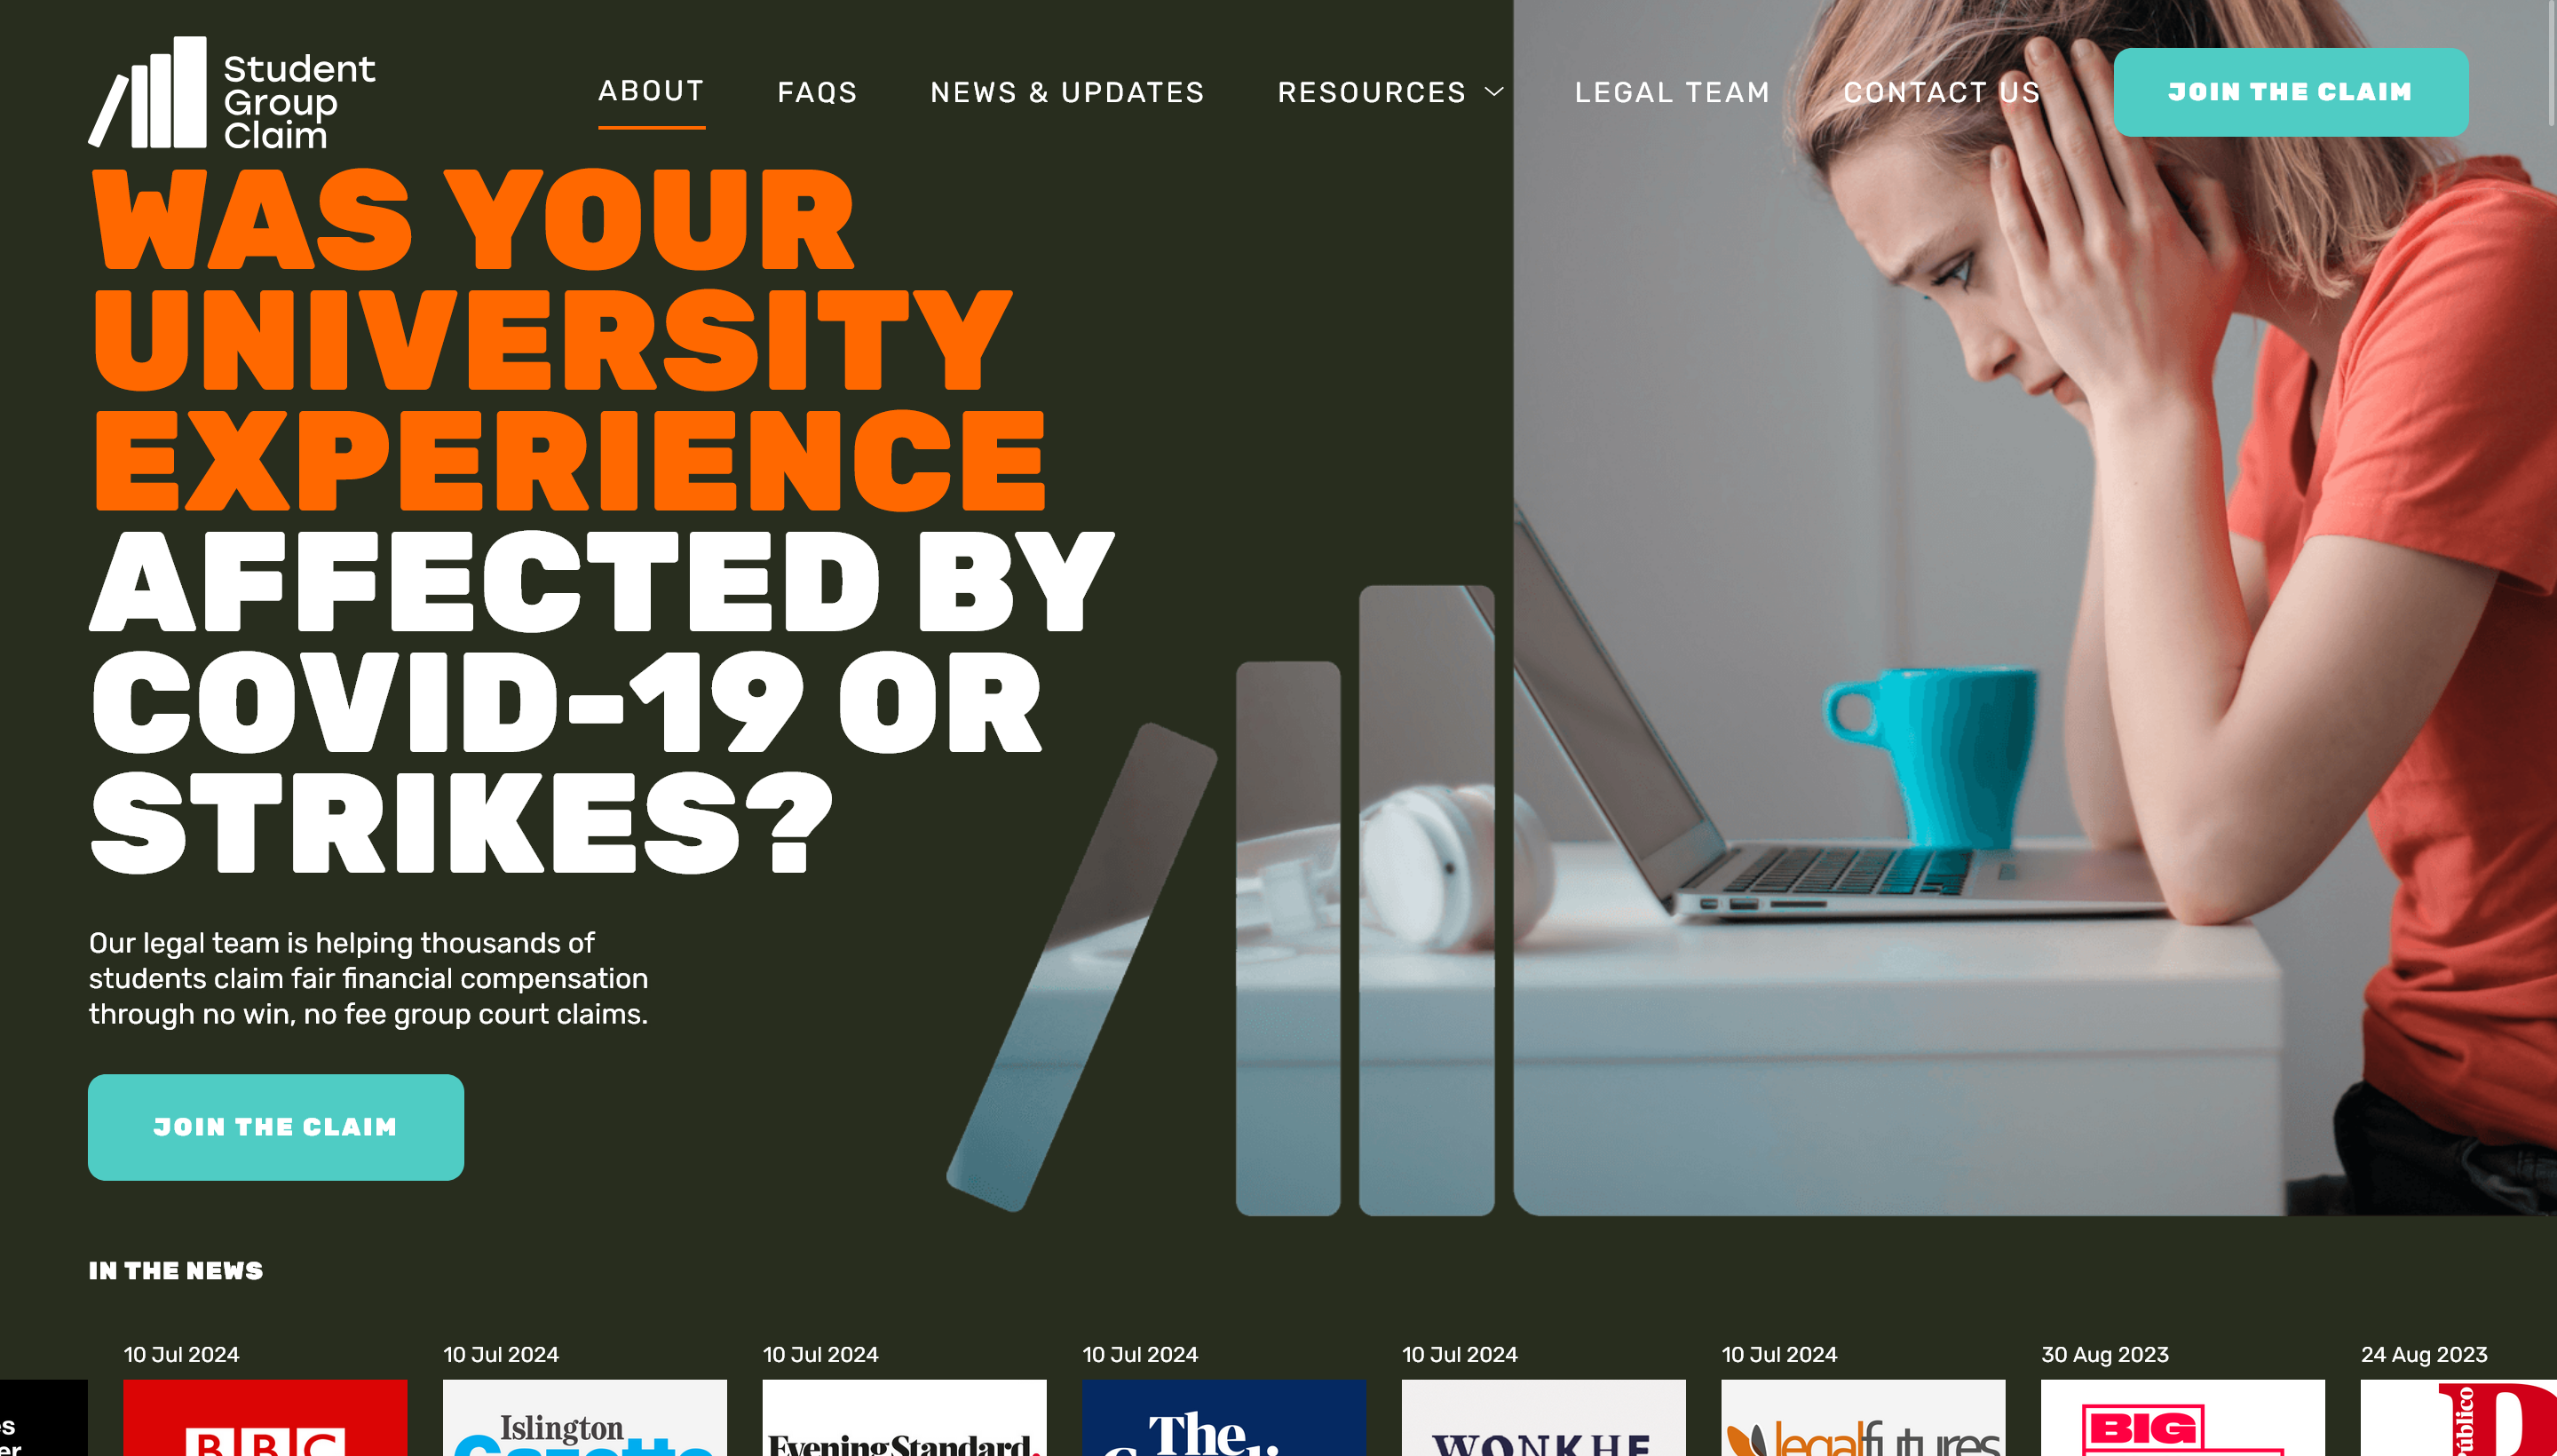 Student
Group
Claim
ABOUT
FAQS
NEWS & UPDATES
RESOURCES
LEGAL TEAM
CONTACT US
JOIN THE CLAIM
WAS YOUR
UNIVERSITY
EXPERIENCE
AFFECTED BY
COVID-19 OR
STRIKES?
Our legal team is helping thousands of
students claim fair financial compensation
through no win, no fee group court claims.
JOIN THE CLAIM
IN THE NEWS
10 Jul 2024
10 Jul 2024
10 Jul 2024
10 Jul 2024
10 Jul 2024
10 Jul 2024
30 Aug 2023
24 Aug 2023
BBC
Islington
Gazette
Evening Standard.
The
WONKHE
legalfutures
BIG
Público